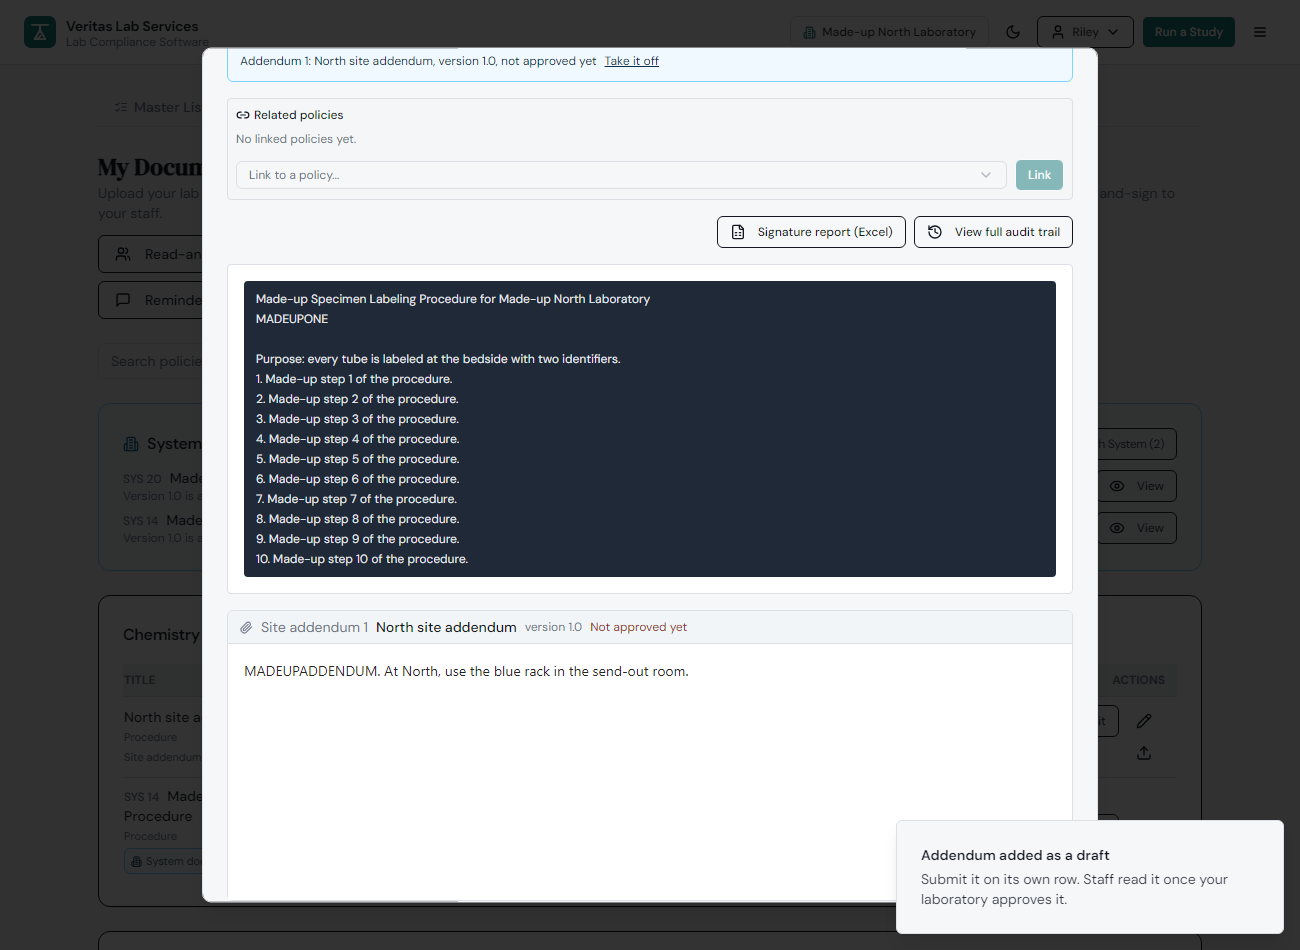 Veritas Lab Services
Lab Compliance Software
Made-up North Laboratory
Riley
Run a Study
Master Lis
My Docum
Upload your lab
and-sign to
your staff.
Read-an
Reminde
Search policie
System
h System (2)
SYS 20 Made
Version 1.0 is a
View
SYS 14 Made
Version 1.0 is a
View
Chemistry
TITLE
ACTIONS
North site a
Procedure
Site addendum
it
SYS 14 Made
Procedure
Procedure
System do
Addendum 1: North site addendum, version 1.0, not approved yet Take it off
Related policies
No linked policies yet.
Link to a policy...
Link
Signature report (Excel)
View full audit trail
Made-up Specimen Labeling Procedure for Made-up North Laboratory
MADEUPONE
Purpose: every tube is labeled at the bedside with two identifiers.
1. Made-up step 1 of the procedure.
2. Made-up step 2 of the procedure.
3. Made-up step 3 of the procedure.
4. Made-up step 4 of the procedure.
5. Made-up step 5 of the procedure.
6. Made-up step 6 of the procedure.
7. Made-up step 7 of the procedure.
8. Made-up step 8 of the procedure.
9. Made-up step 9 of the procedure.
10. Made-up step 10 of the procedure.
Site addendum 1 North site addendum version 1.0 Not approved yet
MADEUPADDENDUM. At North, use the blue rack in the send-out room.
Addendum added as a draft
Submit it on its own row. Staff read it once your
laboratory approves it.